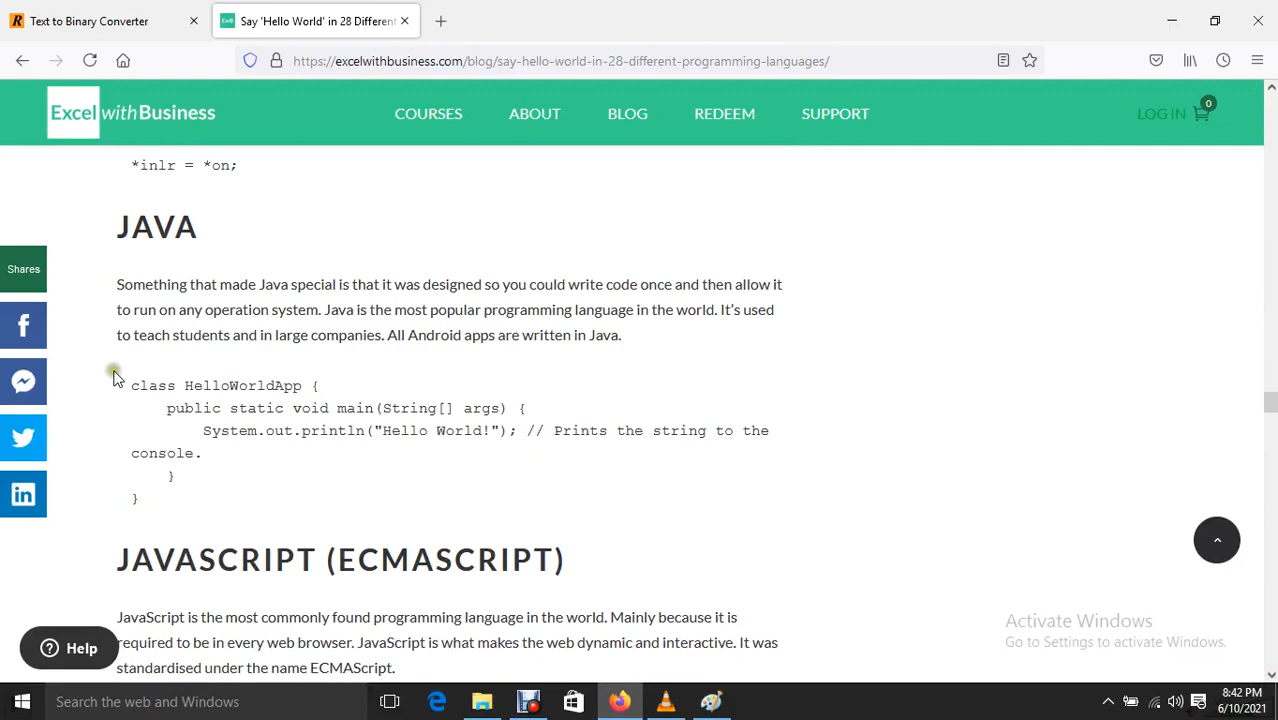 Text to Binary Converter
Say 'Hello World' in 28 Different
https://excelwithbusiness.com/blog/say-hello-world-in-28-different-programming-languages/
Excel with Business
COURSES
ABOUT
BLOG
REDEEM
SUPPORT
LOG IN
0
*inlr = *on;
JAVA
Shares
Something that made Java special is that it was designed so you could write code once and then allow it
to run on any operation system. Java is the most popular programming language in the world. It's used
to teach students and in large companies. All Android apps are written in Java.
class HelloWorldApp {
public static void main(String[] args) {
System.out.println("Hello World!"); // Prints the string to the
console.
}
}
JAVASCRIPT (ECMASCRIPT)
JavaScript is the most commonly found programming language in the world. Mainly because it is
required to be in every web browser. JavaScript is what makes the web dynamic and interactive. It was
standardised under the name ECMAScript.
Help
Activate Windows
Go to Settings to activate Windows.
Search the web and Windows
8:42 PM
6/10/2021